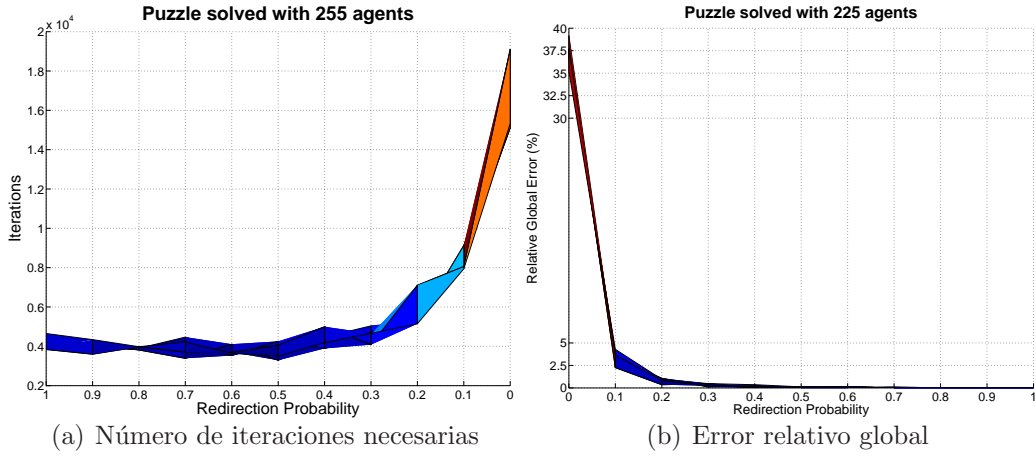 Puzzle solved with 255 agents
2 x 10^4
1.8
1.6
1.4
1.2
1
0.8
0.6
0.4
0.2
Iterations
1 0.9 0.8 0.7 0.6 0.5 0.4 0.3 0.2 0.1 0
Redirection Probability
(a) Número de iteraciones necesarias
Puzzle solved with 225 agents
40
37.5
35
32.5
30
5
2.5
0
Relative Global Error (%)
0 0.1 0.2 0.3 0.4 0.5 0.6 0.7 0.8 0.9 1
Redirection Probability
(b) Error relativo global